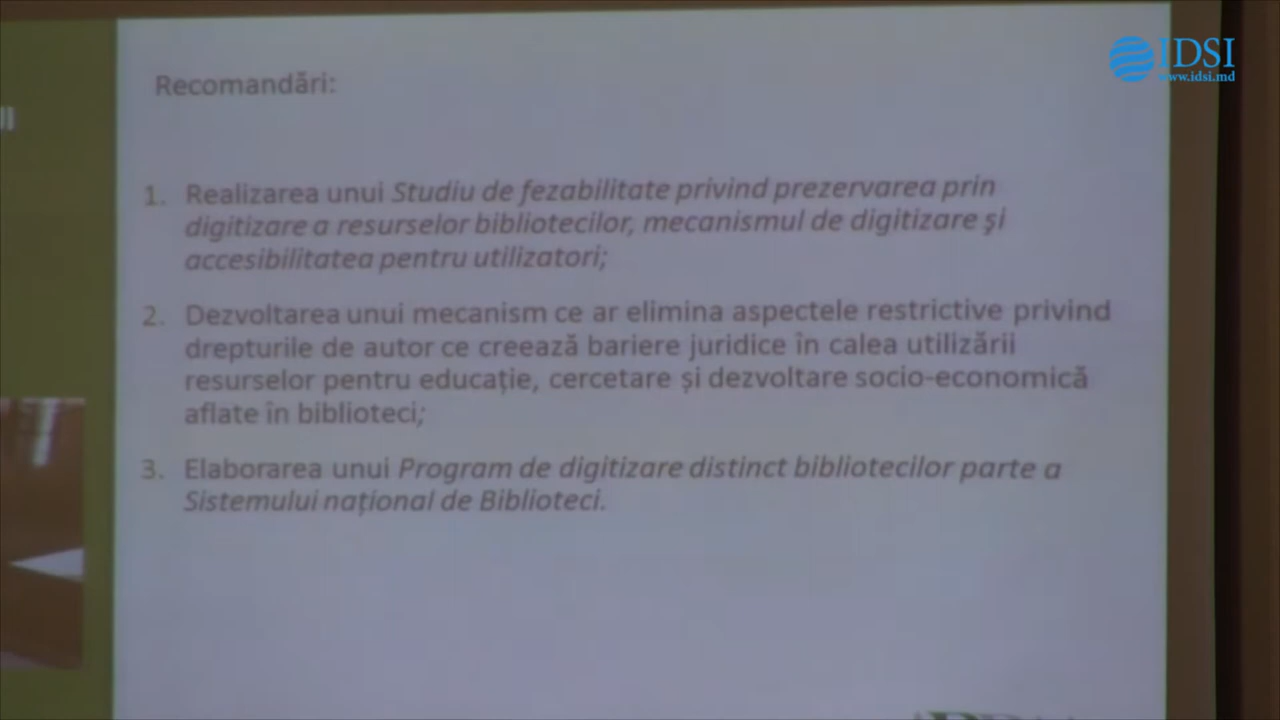 IDSI
www.idsi.md
Recomandări:
1. Realizarea unui Studiu de fezabilitate privind prezervarea prin
digitizare a resurselor bibliotecilor, mecanismul de digitizare şi
accesibilitatea pentru utilizatori;
2. Dezvoltarea unui mecanism ce ar elimina aspectele restrictive privind
drepturile de autor ce creează bariere juridice în calea utilizării
resurselor pentru educație, cercetare și dezvoltare socio-economică
aflate în biblioteci;
3. Elaborarea unui Program de digitizare distinct bibliotecilor parte a
Sistemului național de Biblioteci.